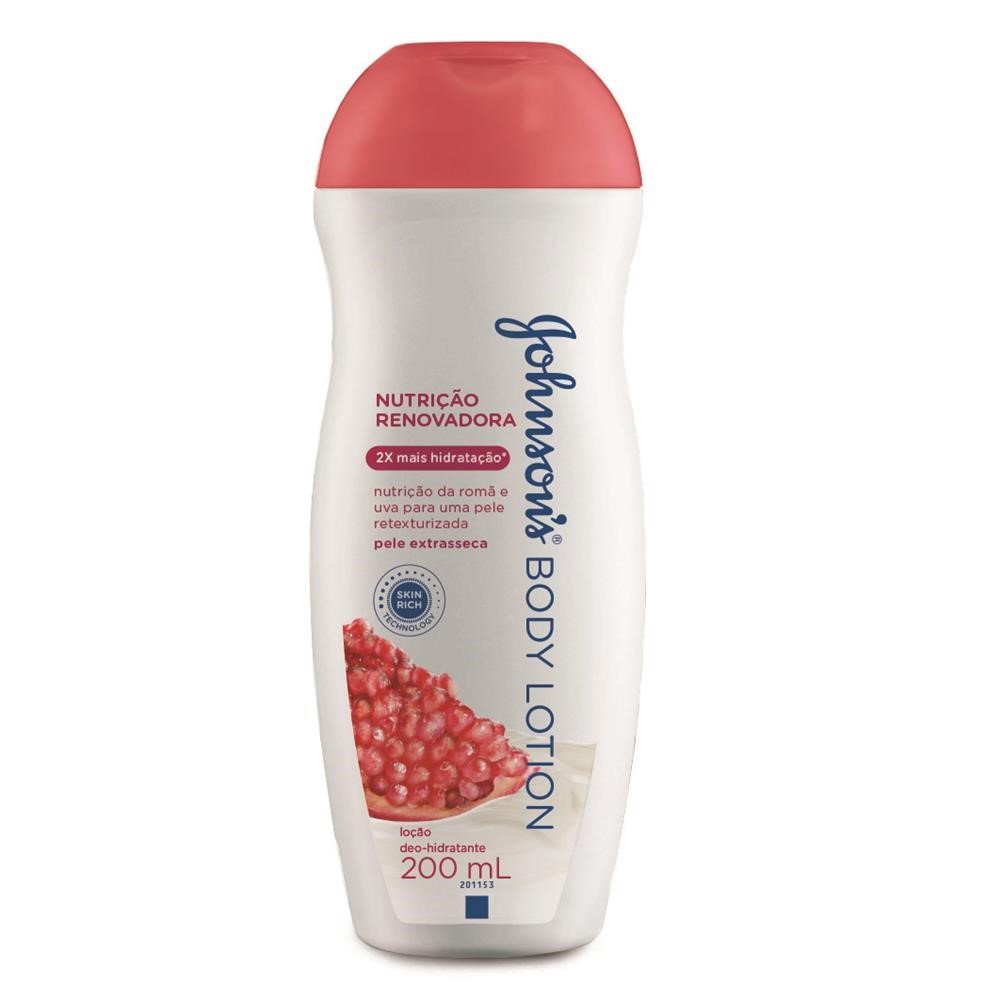 Johnson's® BODY LOTION
NUTRIÇÃO
RENOVADORA
2X mais hidratação*
nutrição da romã e
uva para uma pele
retexturizada
pele extrasseca
SKIN
RICH
TECHNOLOGY
loção
deo-hidratante
200 mL
201153